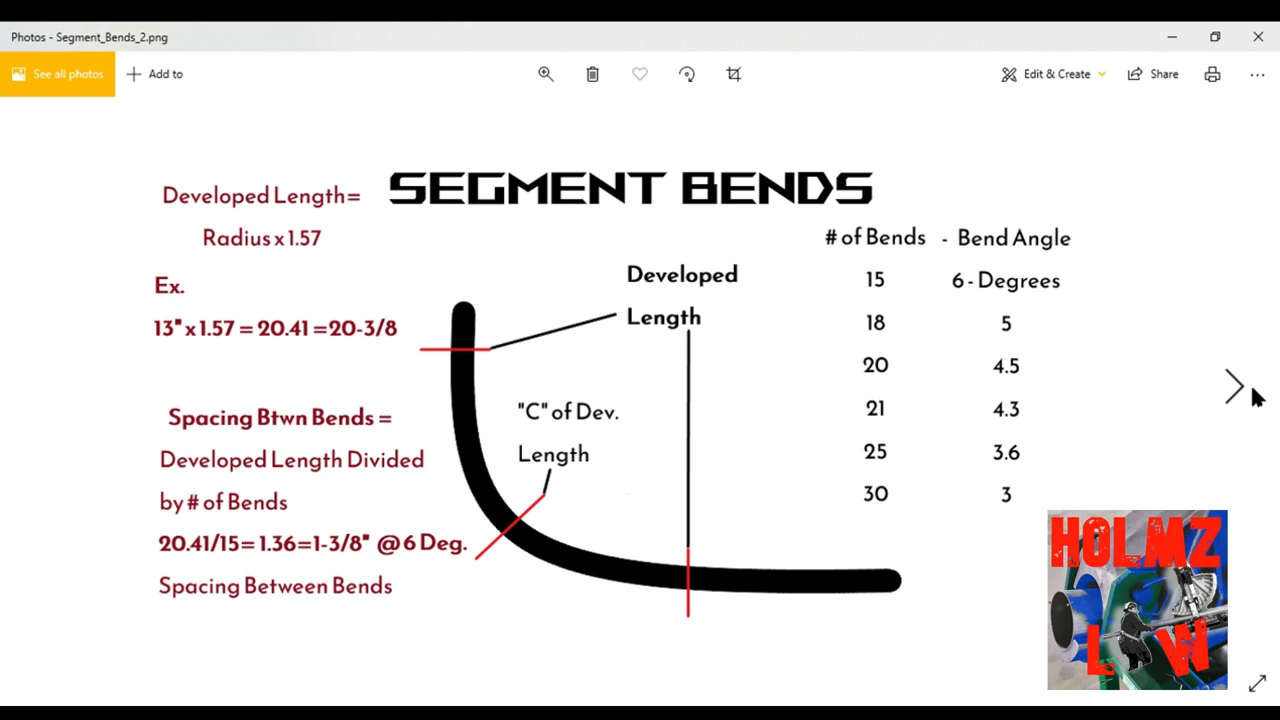 Photos - Segment_Bends_2.png
See all photos
Add to
Edit & Create
Share
SEGMENT BENDS
Developed Length=
Radius x 1.57
Ex.
13" x 1.57 = 20.41 =20-3/8
Spacing Btwn Bends =
Developed Length Divided
by # of Bends
20.41/15= 1.36=1-3/8" @ 6 Deg.
Spacing Between Bends
Developed
Length
"C" of Dev.
Length
# of Bends - Bend Angle
15 6 - Degrees
18 5
20 4.5
21 4.3
25 3.6
30 3
HOLMZ
L W